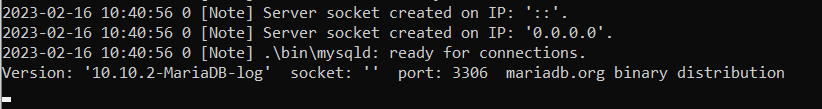 2023-02-16 10:40:56 0 [Note] Server socket created on IP: '::'.
2023-02-16 10:40:56 0 [Note] Server socket created on IP: '0.0.0.0'.
2023-02-16 10:40:56 0 [Note] .\bin\mysqld: ready for connections.
Version: '10.10.2-MariaDB-log'  socket: ''  port: 3306  mariadb.org binary distribution